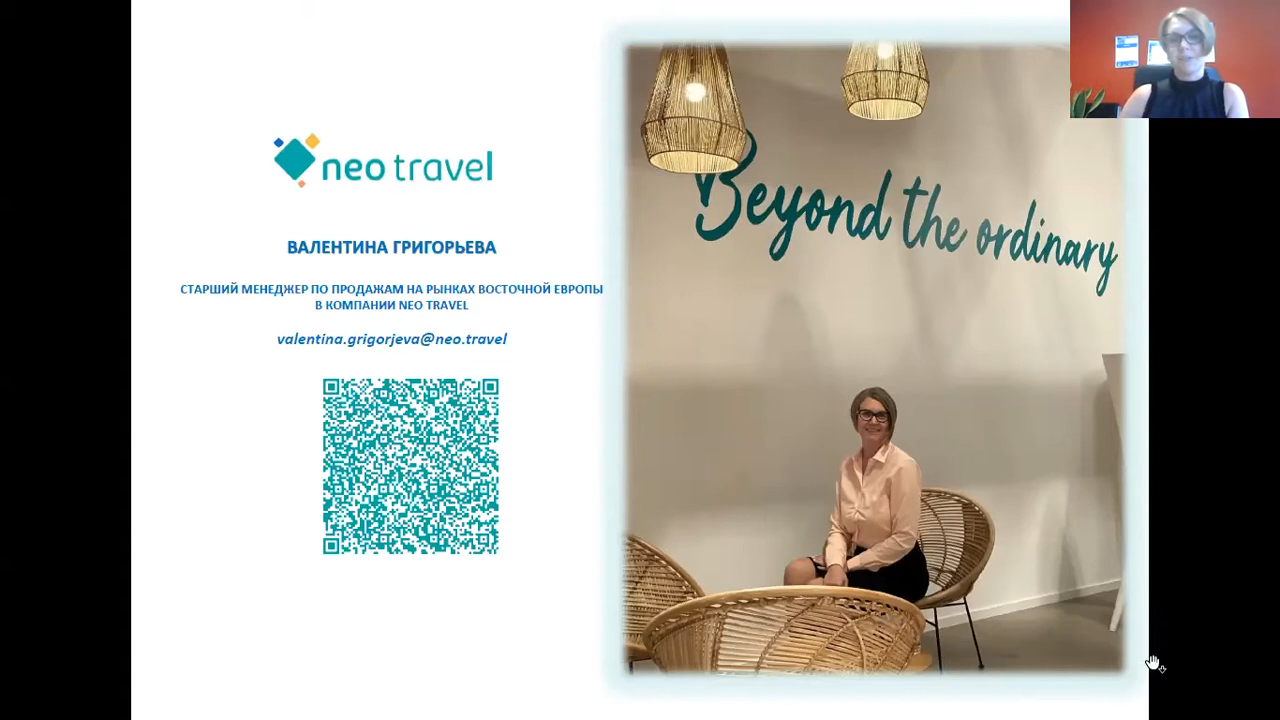 neo travel
ВАЛЕНТИНА ГРИГОРЬЕВА
СТАРШИЙ МЕНЕДЖЕР ПО ПРОДАЖАМ НА РЫНКАХ ВОСТОЧНОЙ ЕВРОПЫ
В КОМПАНИИ NEO TRAVEL
valentina.grigorjeva@neo.travel
Beyond the ordinary